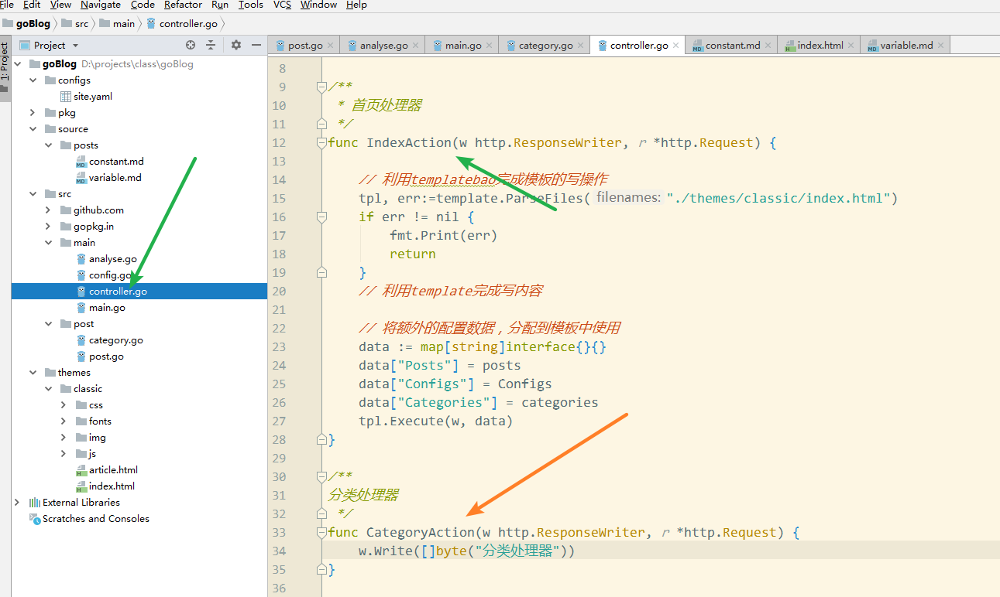 File Edit View Navigate Code Refactor Run Tools VCS Window Help
goBlog src main controller.go
1: Project
Project
post.go analyse.go main.go category.go controller.go constant.md index.html variable.md
goBlog D:\projects\class\goBlog
configs
site.yaml
pkg
source
posts
constant.md
variable.md
src
github.com
gopkg.in
main
analyse.go
config.go
controller.go
main.go
post
category.go
post.go
themes
classic
css
fonts
img
js
article.html
index.html
External Libraries
Scratches and Consoles
8
9 /**
10 * 首页处理器
11 */
12 func IndexAction(w http.ResponseWriter, r *http.Request) {
13
14 // 利用templatebao完成模板的写操作
15 tpl, err:=template.ParseFiles( filenames: "./themes/classic/index.html")
16 if err != nil {
17 fmt.Print(err)
18 return
19 }
20 // 利用template完成写内容
21
22 // 将额外的配置数据，分配到模板中使用
23 data := map[string]interface{}{}
24 data["Posts"] = posts
25 data["Configs"] = Configs
26 data["Categories"] = categories
27 tpl.Execute(w, data)
28 }
29
30 /**
31 分类处理器
32 */
33 func CategoryAction(w http.ResponseWriter, r *http.Request) {
34 w.Write([]byte("分类处理器"))
35 }
36